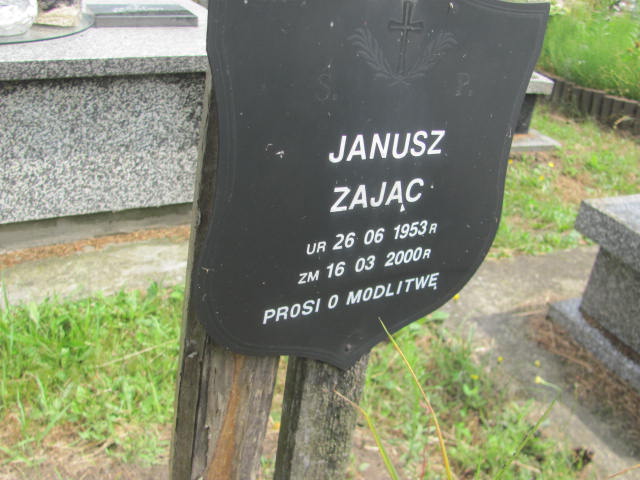 Ś. P.
JANUSZ
ZAJĄC
UR 26 06 1953 R
ZM 16 03 2000 R
PROSI O MODLITWĘ